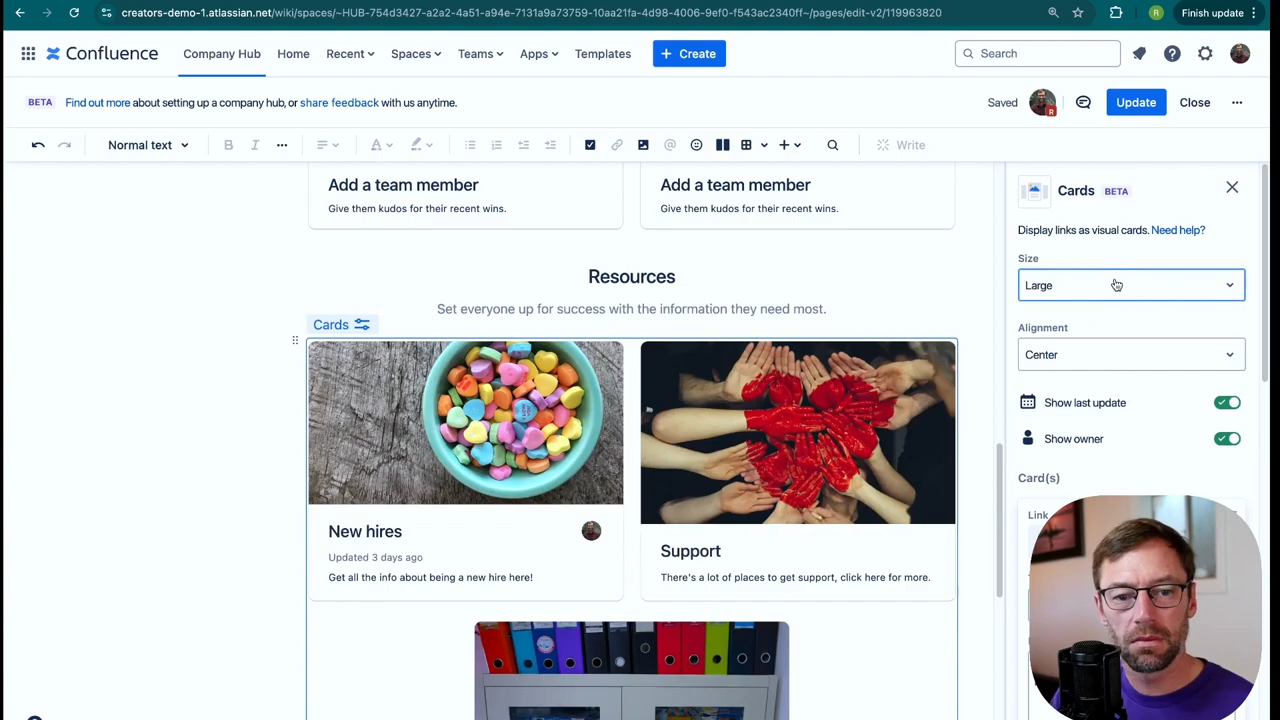 creators-demo-1.atlassian.net/wiki/spaces/~HUB-754d3427-a2a2-4a51-a94e-7131a9a73759-10aa21fa-4d98-4006-9ef0-f543ac2340ff~/pages/edit-v2/119963820
R
Finish update
Confluence
Company Hub
Home
Recent
Spaces
Teams
Apps
Templates
+ Create
Search
BETA
Find out more about setting up a company hub, or share feedback with us anytime.
Saved
R
Update
Close
Normal text
B
I
A
Write
Add a team member
Give them kudos for their recent wins.
Add a team member
Give them kudos for their recent wins.
Resources
Set everyone up for success with the information they need most.
Cards
New hires
Updated 3 days ago
Get all the info about being a new hire here!
Support
There's a lot of places to get support, click here for more.
Cards
BETA
Display links as visual cards. Need help?
Size
Large
Alignment
Center
Show last update
Show owner
Card(s)
Link